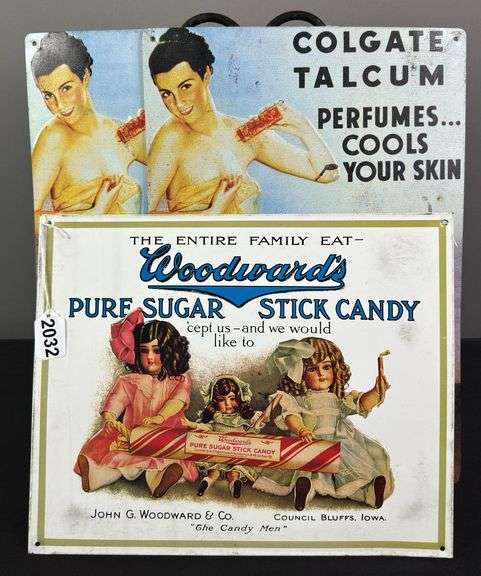 COLGATE
TALCUM
PERFUMES...
COOLS
YOUR SKIN
2032
THE ENTIRE FAMILY EAT–
Woodward's
PURE SUGAR STICK CANDY
'cept us–and we would
like to
Woodward's
PURE SUGAR STICK CANDY
JOHN G. WOODWARD & CO. COUNCIL BLUFFS, IOWA.
"The Candy Men"